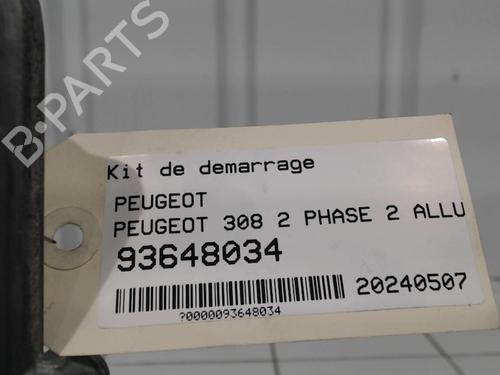 B-PARTS
Kit de demarrage
PEUGEOT
PEUGEOT 308 2 PHASE 2 ALLU
93648034
20240507
?0000093648034